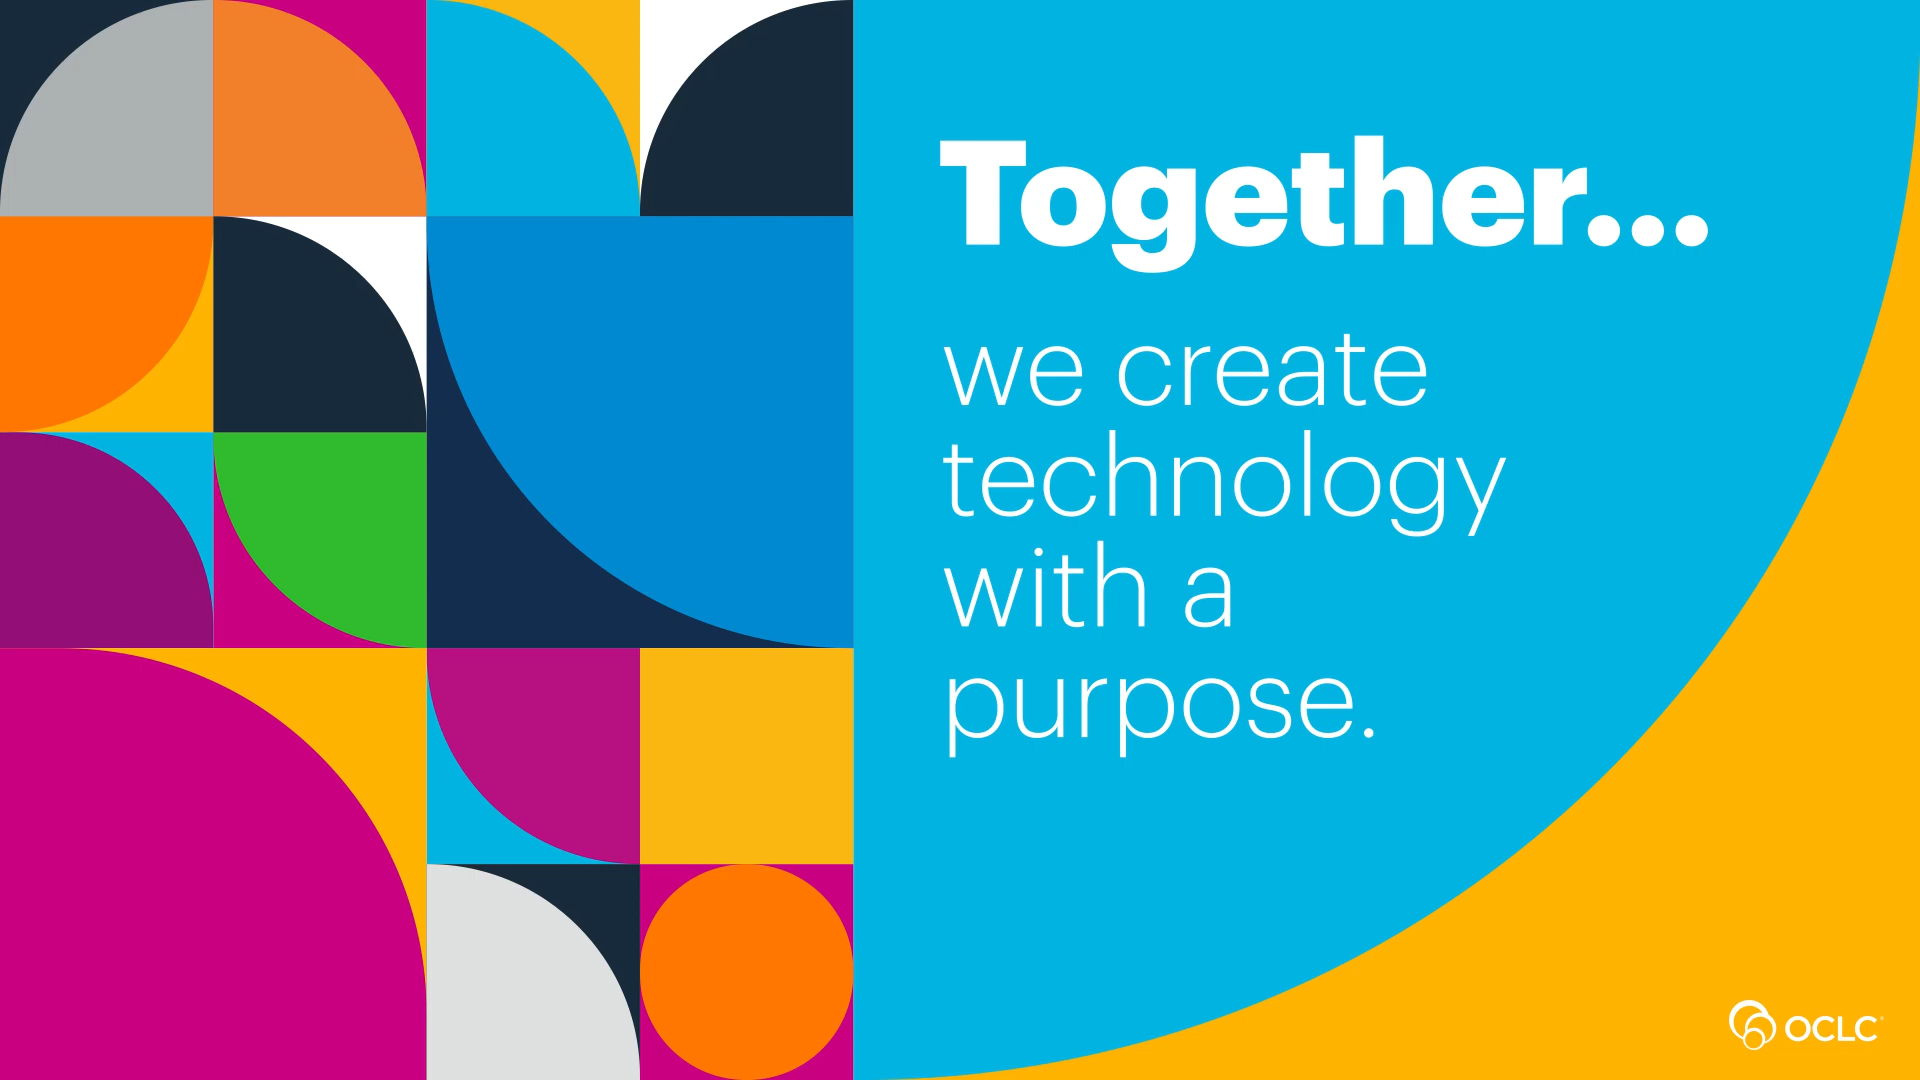 Together...
we create
technology
with a
purpose.
OCLC